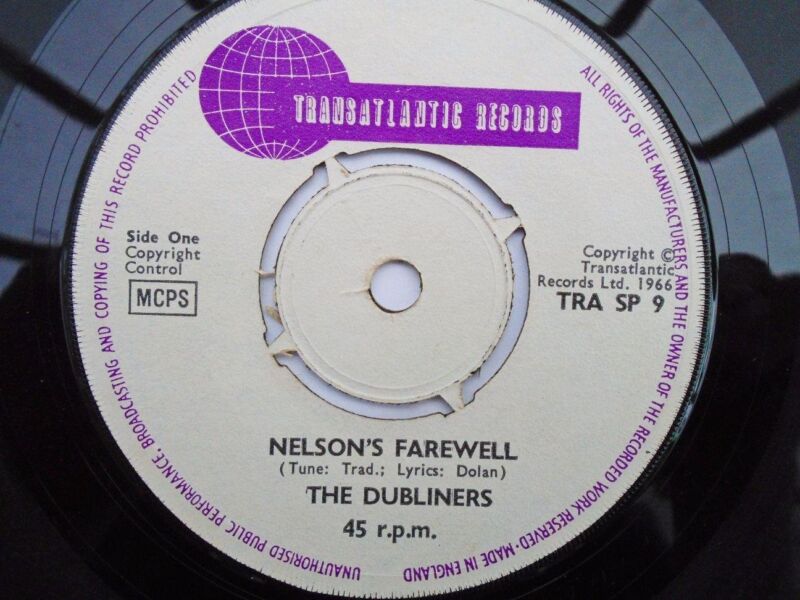 TRANSATLANTIC RECORDS
Side One
Copyright
Control
MCPS
Copyright ©
Transatlantic
Records Ltd. 1966
TRA SP 9
NELSON'S FAREWELL
(Tune: Trad.; Lyrics: Dolan)
THE DUBLINERS
45 r.p.m.
ALL RIGHTS OF THE MANUFACTURERS AND THE OWNER OF THE RECORDED WORK RESERVED·MADE IN ENGLAND
UNAUTHORISED PUBLIC PERFORMANCE, BROADCASTING AND COPYING OF THIS RECORD PROHIBITED